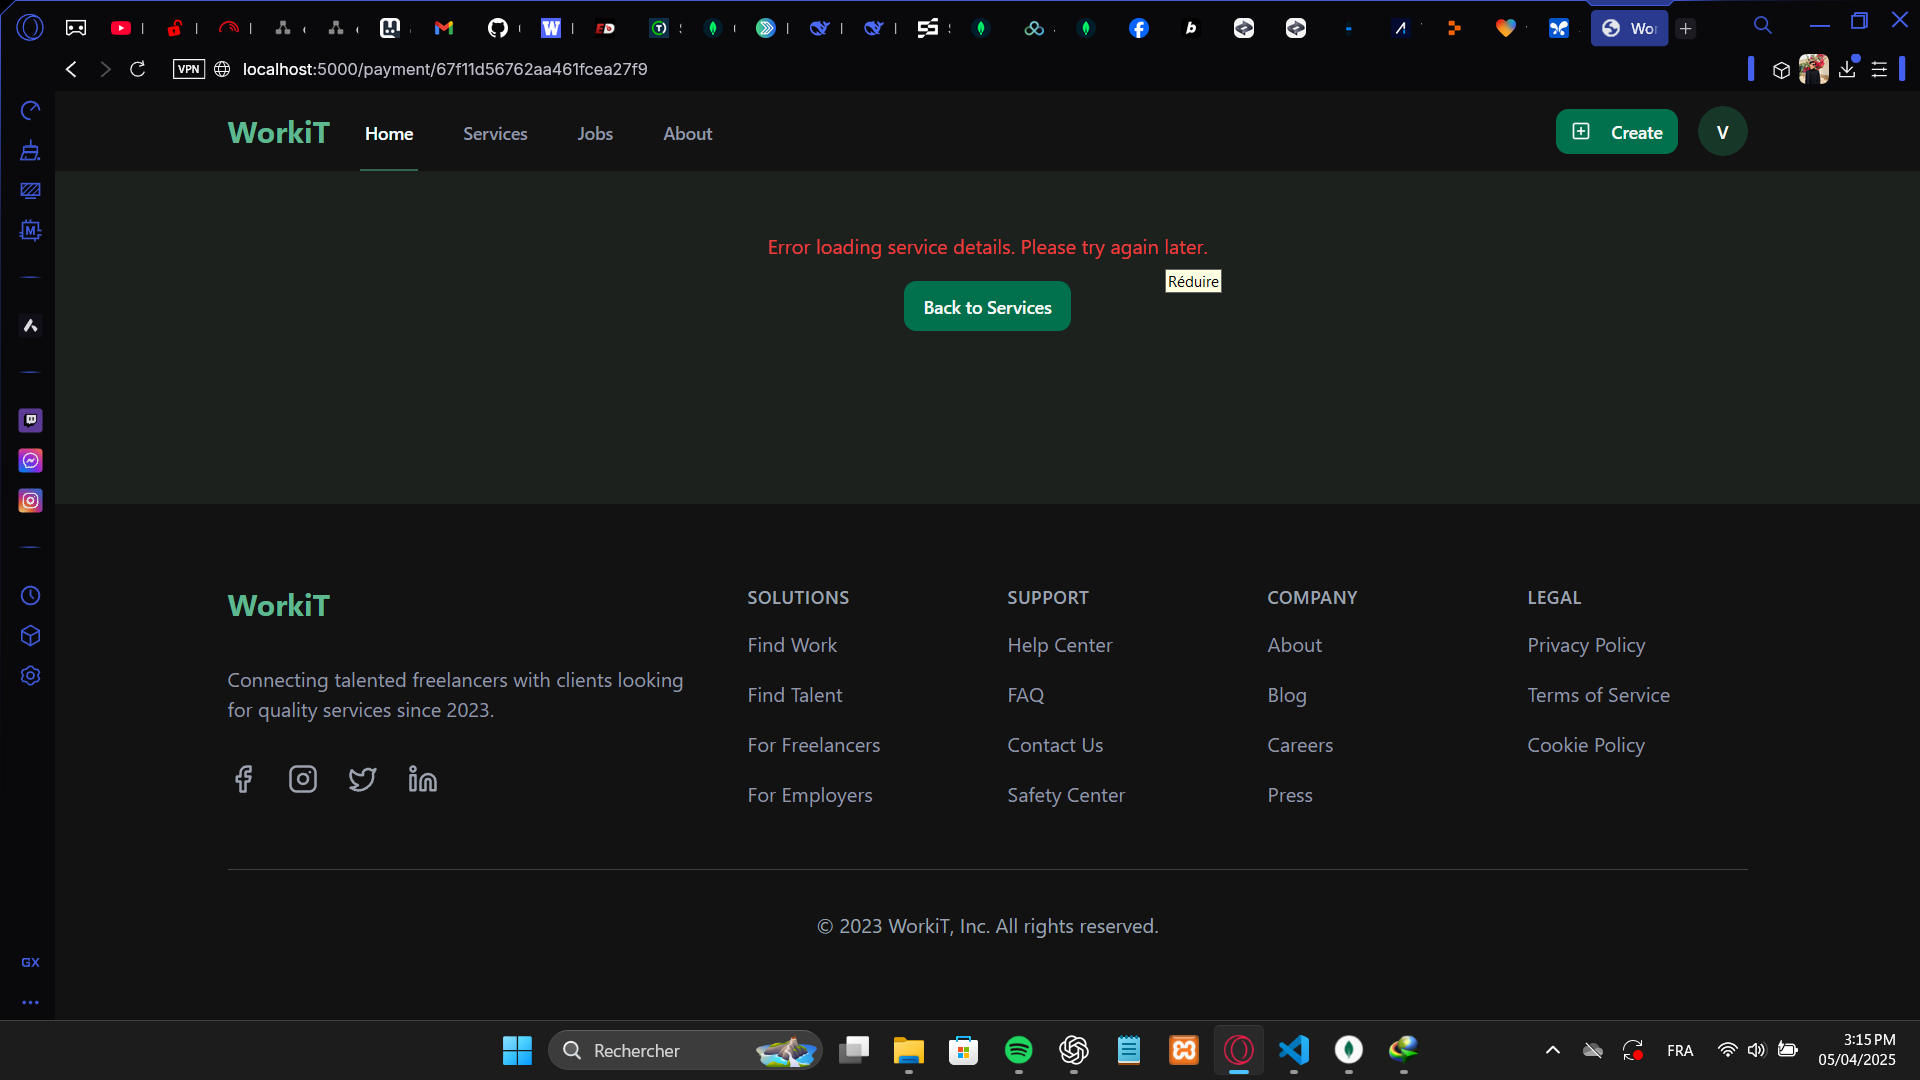 VPN
localhost:5000/payment/67f11d56762aa461fcea27f9
WorkiT
Home
Services
Jobs
About
Create
V
Error loading service details. Please try again later.
Réduire
Back to Services
WorkiT
Connecting talented freelancers with clients looking
for quality services since 2023.
SOLUTIONS
Find Work
Find Talent
For Freelancers
For Employers
SUPPORT
Help Center
FAQ
Contact Us
Safety Center
COMPANY
About
Blog
Careers
Press
LEGAL
Privacy Policy
Terms of Service
Cookie Policy
© 2023 WorkiT, Inc. All rights reserved.
GX
Rechercher
FRA
3:15 PM
05/04/2025